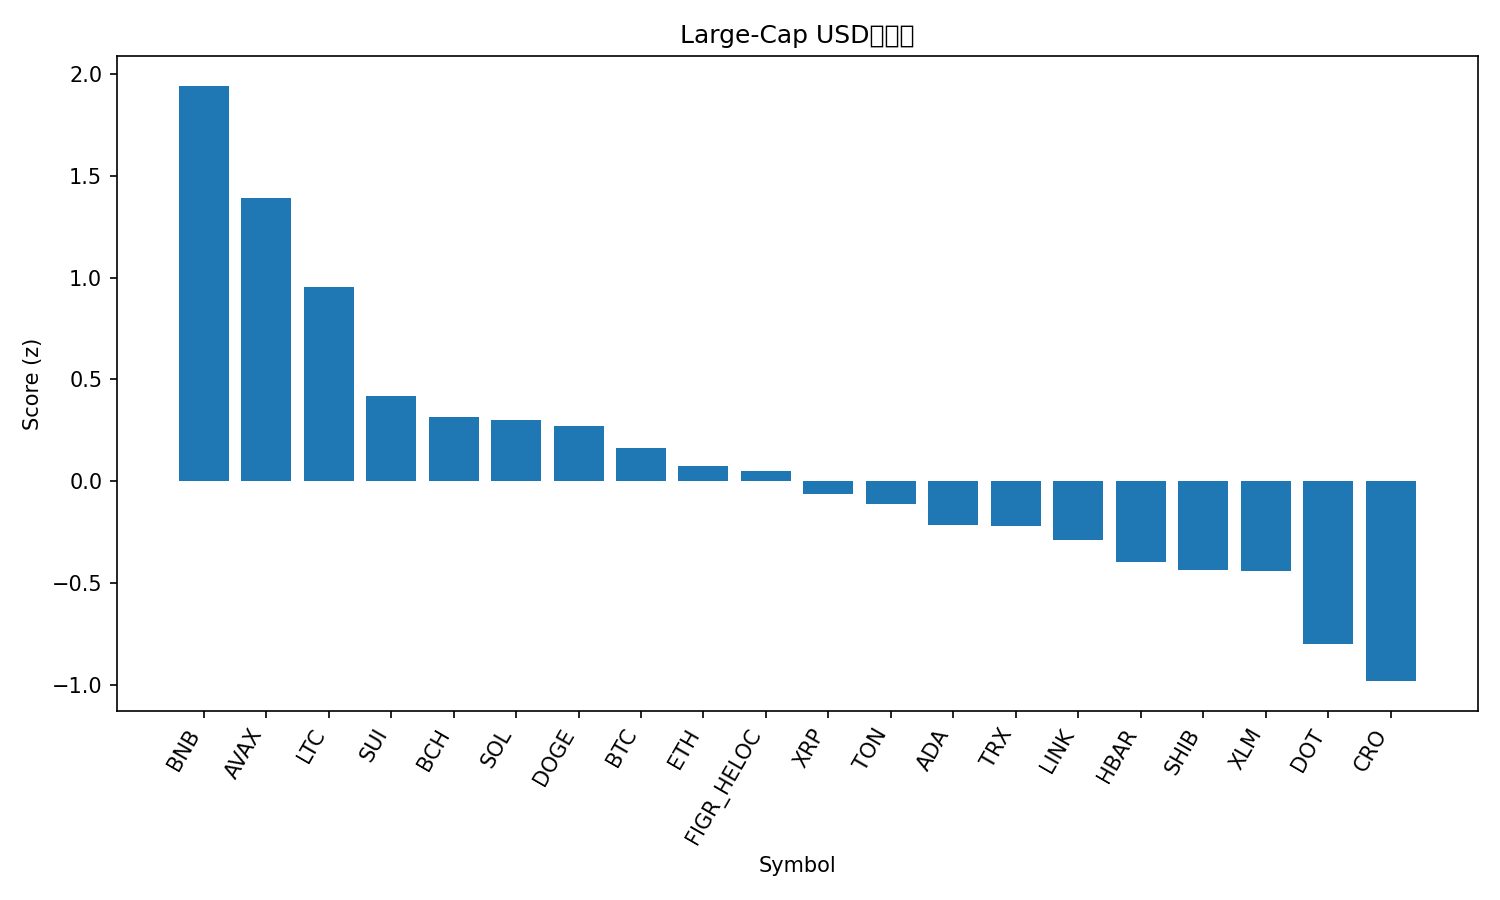 Large-Cap USD
2.0
1.5
1.0
0.5
0.0
−0.5
−1.0
Score (z)
BNB
AVAX
LTC
SUI
BCH
SOL
DOGE
BTC
ETH
FIGR_HELOC
XRP
TON
ADA
TRX
LINK
HBAR
SHIB
XLM
DOT
CRO
Symbol